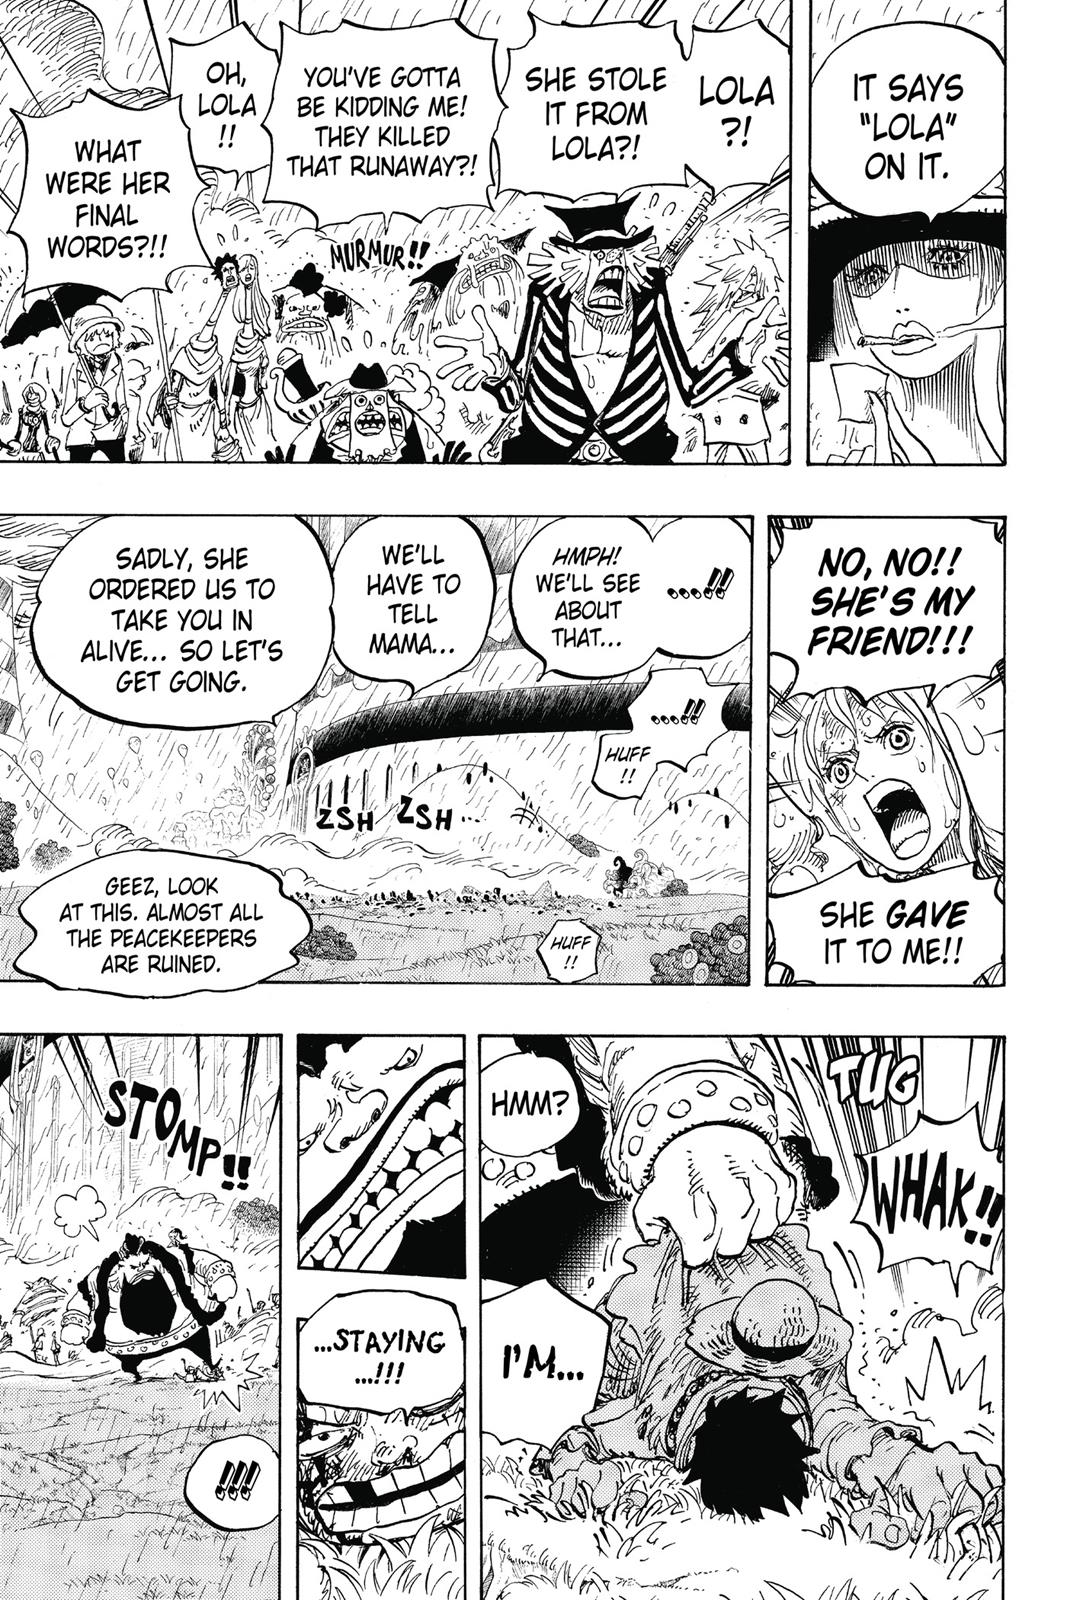 IT SAYS
"LOLA"
ON IT.
LOLA
?!
SHE STOLE
IT FROM
LOLA?!
YOU'VE GOTTA
BE KIDDING ME!
THEY KILLED
THAT RUNAWAY?!
OH,
LOLA
!!
WHAT
WERE HER
FINAL
WORDS?!!
MURMUR!!
NO, NO!!
SHE'S MY
FRIEND!!!
SHE GAVE
IT TO ME!!
....!!
HMPH!
WE'LL SEE
ABOUT
THAT...
WE'LL
HAVE TO
TELL
MAMA...
SADLY, SHE
ORDERED US TO
TAKE YOU IN
ALIVE... SO LET'S
GET GOING.
....!!
HUFF
!!
ZSH ZSH...
GEEZ, LOOK
AT THIS. ALMOST ALL
THE PEACEKEEPERS
ARE RUINED.
HUFF
!!
TUG
WHAK!!
HMM?
I'M...
...STAYING
...!!!
STOMP!!
!!!